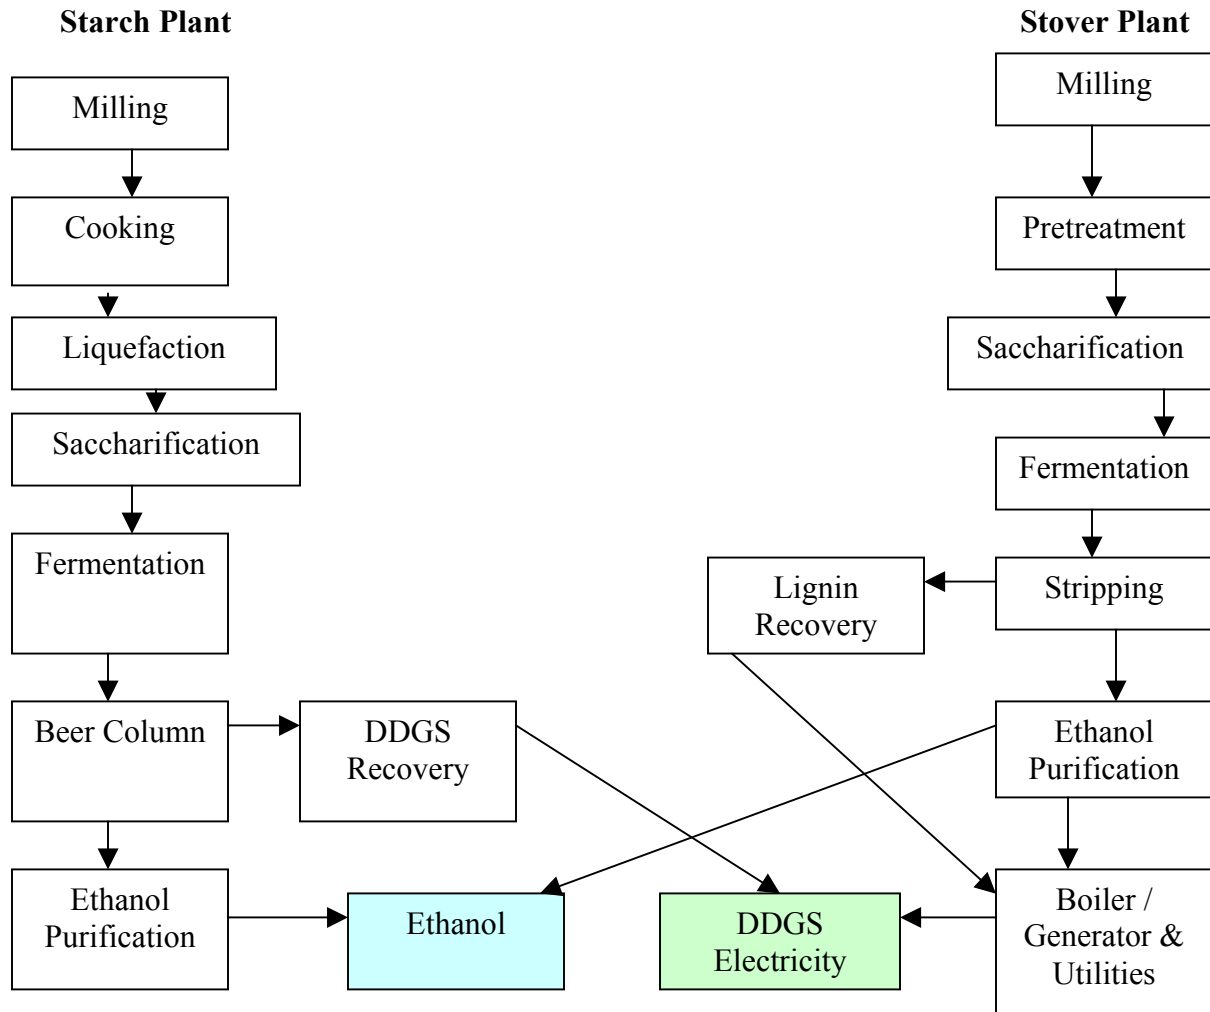 Starch Plant
Stover Plant
Milling
Milling
Cooking
Pretreatment
Liquefaction
Saccharification
Saccharification
Fermentation
Fermentation
Lignin
Recovery
Stripping
Beer Column
DDGS
Recovery
Ethanol
Purification
Ethanol
Purification
Ethanol
DDGS
Electricity
Boiler /
Generator &
Utilities